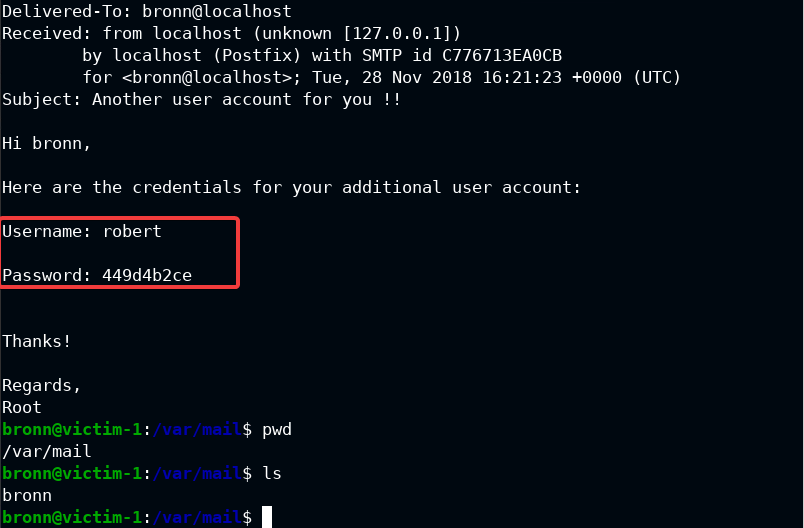 Delivered-To: bronn@localhost
Received: from localhost (unknown [127.0.0.1])
        by localhost (Postfix) with SMTP id C776713EA0CB
        for <bronn@localhost>; Tue, 28 Nov 2018 16:21:23 +0000 (UTC)
Subject: Another user account for you !!
Hi bronn,
Here are the credentials for your additional user account:
Username: robert
Password: 449d4b2ce
Thanks!
Regards,
Root
bronn@victim-1:/var/mail$ pwd
/var/mail
bronn@victim-1:/var/mail$ ls
bronn
bronn@victim-1:/var/mail$